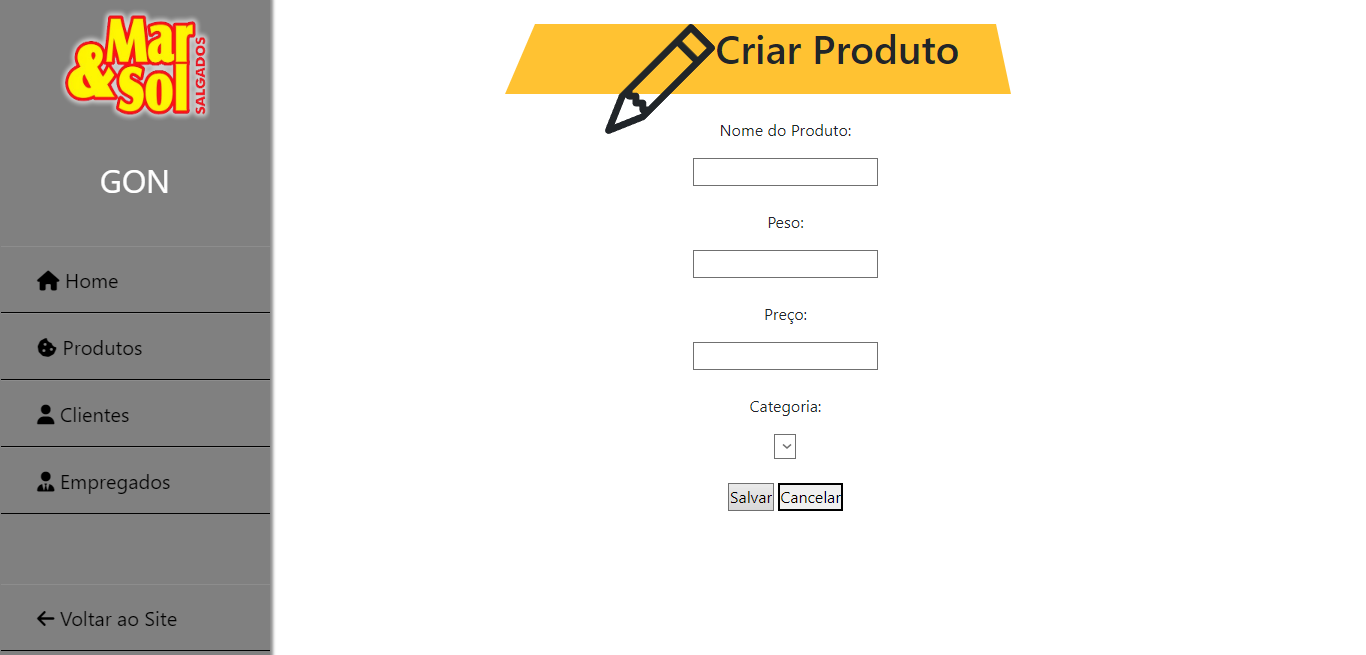 Mar
&Sol
SALGADOS
GON
Home
Produtos
Clientes
Empregados
Voltar ao Site
Criar Produto
Nome do Produto:
Peso:
Preço:
Categoria:
Salvar Cancelar